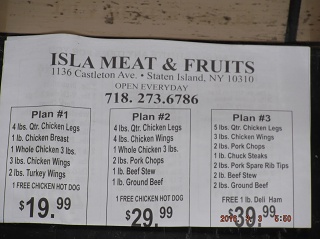 ISLA MEAT & FRUITS
1136 Castleton Ave. • Staten Island, NY 10310
OPEN EVERYDAY
718. 273.6786
Plan #1
4 lbs. Qtr. Chicken Legs
1 lb. Chicken Breast
1 Whole Chicken 3 lbs.
3 lbs. Chicken Wings
2 lbs. Turkey Wings
1 FREE CHICKEN HOT DOG
$19.99
Plan #2
4 lbs. Qtr. Chicken Legs
4 lbs. Chicken Wings
1 Whole Chicken 3 lbs.
2 lbs. Pork Chops
1 lb. Beef Stew
1 lb. Ground Beef
1 FREE CHICKEN HOT DOG
$29.99
Plan #3
5 lbs. Qtr. Chicken Legs
3 lbs. Chicken Wings
2 lbs. Pork Chops
1 lb. Chuck Steaks
2 lbs. Pork Spare Rib Tips
2 lbs. Beef Stew
2 lbs. Ground Beef
FREE 1 lb. Deli Ham
$39.99
5:50